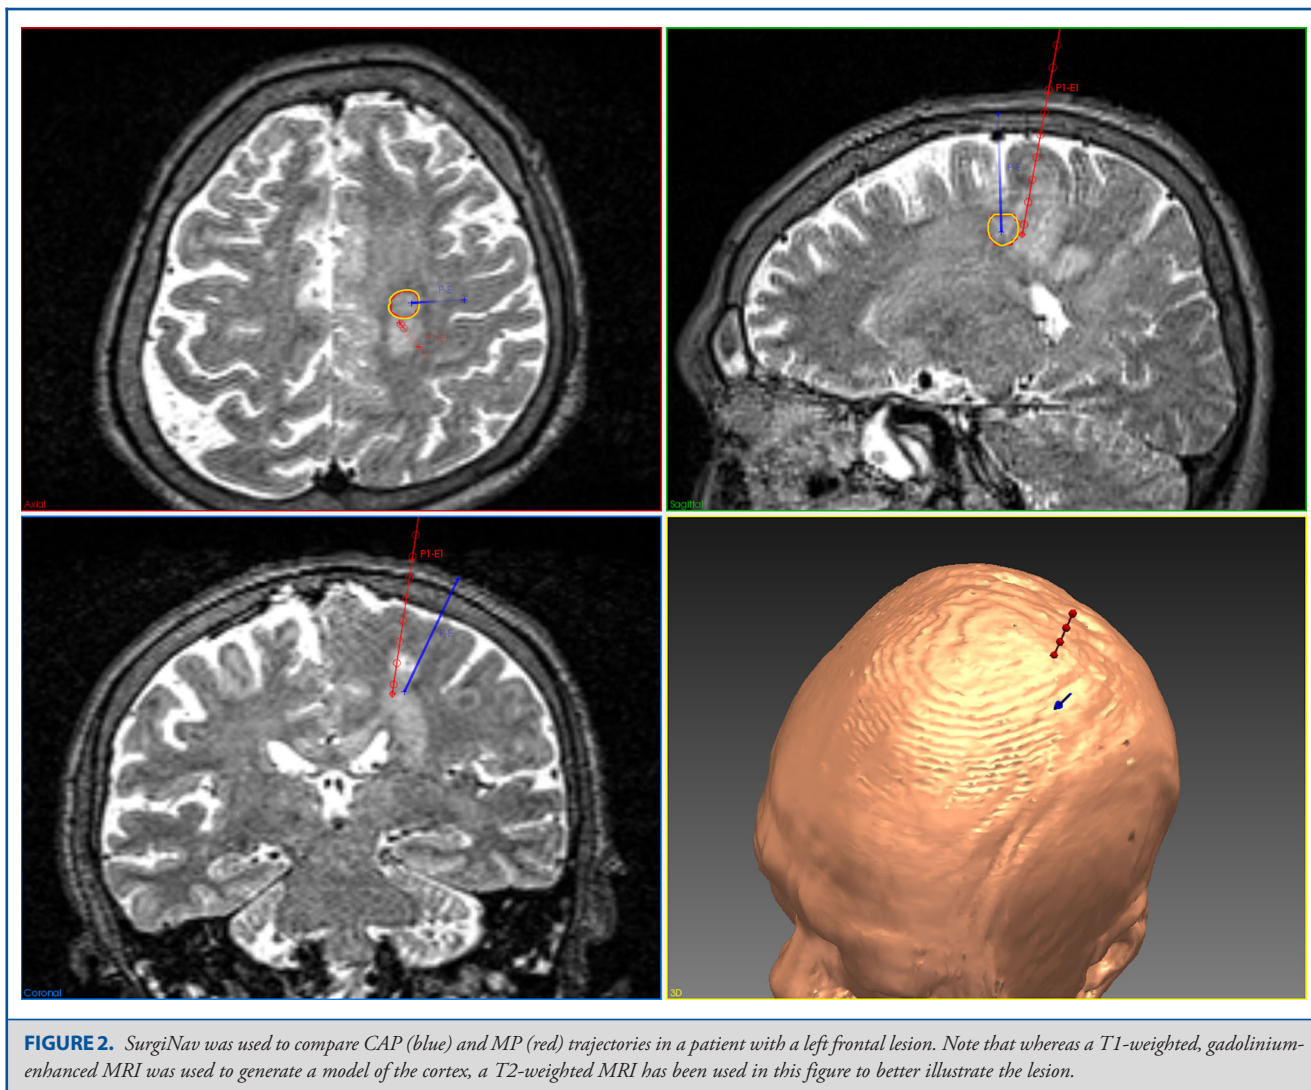 P-E
Axial
P1-E1
P-E
Sagittal
P1-E1
P-E
Coronal
3D
FIGURE 2. SurgiNav was used to compare CAP (blue) and MP (red) trajectories in a patient with a left frontal lesion. Note that whereas a T1-weighted, gadolinium-
enhanced MRI was used to generate a model of the cortex, a T2-weighted MRI has been used in this figure to better illustrate the lesion.